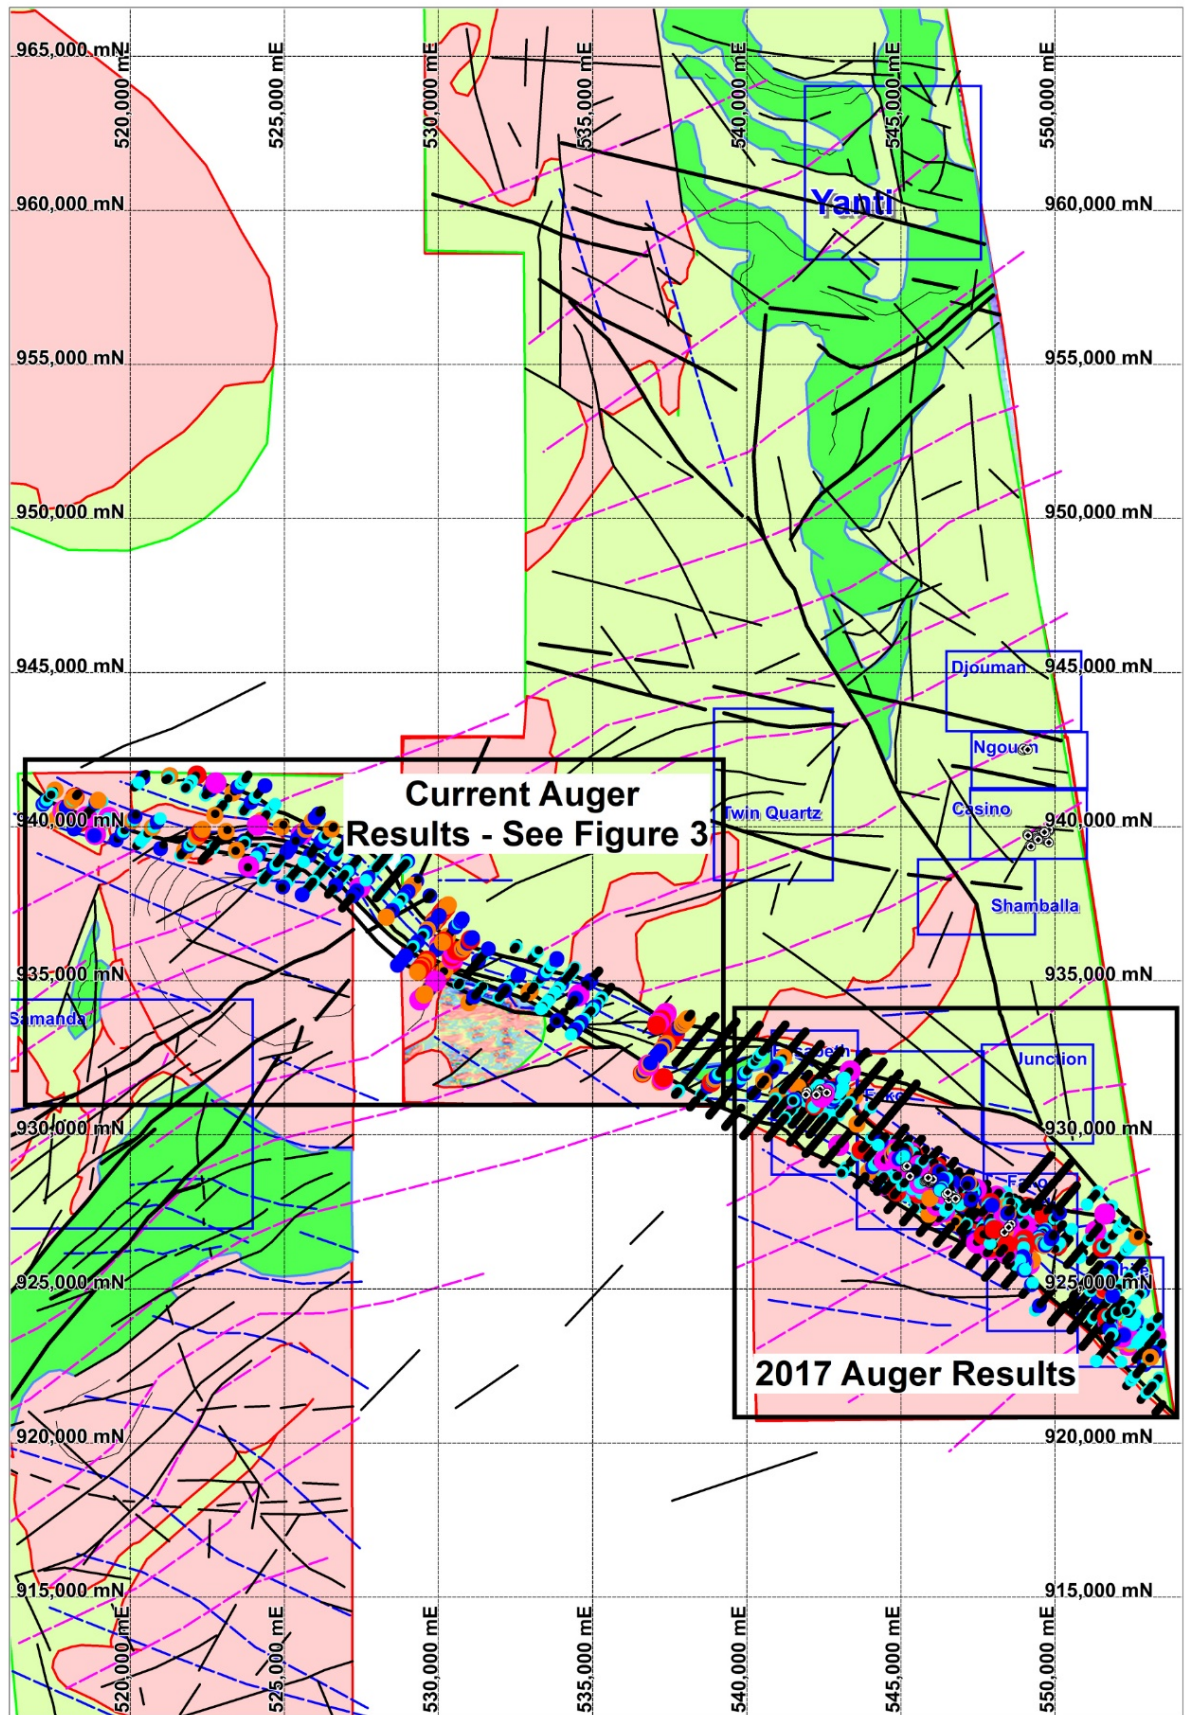 965,000 mN
520,000 mE
525,000 mE
530,000 mE
535,000 mE
540,000 mE
545,000 mE
550,000 mE
960,000 mN
Yanti
960,000 mN
955,000 mN
955,000 mN
950,000 mN
950,000 mN
945,000 mN
Djouman
945,000 mN
Ngoum
Current Auger
Results - See Figure 3
Twin Quartz
Casino
940,000 mN
940,000 mN
Shamballa
935,000 mN
935,000 mN
Samanda
Junction
930,000 mN
930,000 mN
925,000 mN
925,000 mN
2017 Auger Results
920,000 mN
920,000 mN
915,000 mN
915,000 mN
520,000 mE
525,000 mE
530,000 mE
535,000 mE
540,000 mE
545,000 mE
550,000 mE